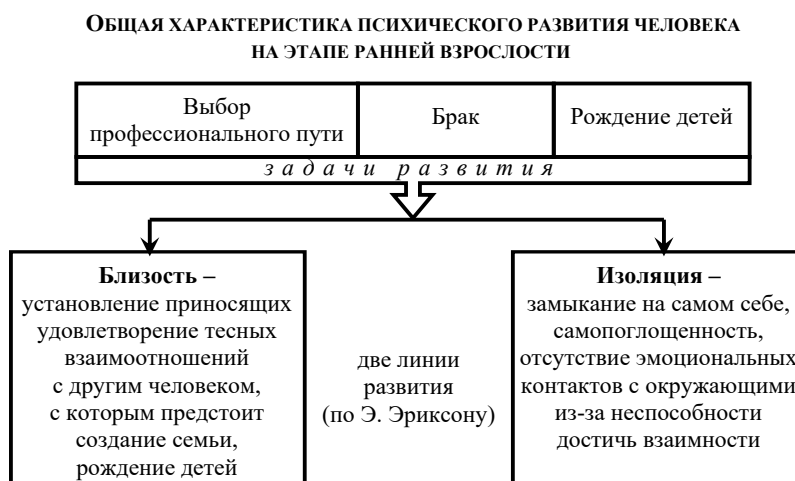 ОБЩАЯ ХАРАКТЕРИСТИКА ПСИХИЧЕСКОГО РАЗВИТИЯ ЧЕЛОВЕКА
НА ЭТАПЕ РАННЕЙ ВЗРОСЛОСТИ
Выбор
профессионального пути
Брак
Рождение детей
задачи развития
Близость –
установление приносящих
удовлетворение тесных
взаимоотношений
с другим человеком,
с которым предстоит
создание семьи,
рождение детей
две линии
развития
(по Э. Эриксону)
Изоляция –
замыкание на самом себе,
самопоглощенность,
отсутствие эмоциональных
контактов с окружающими
из-за неспособности
достичь взаимности